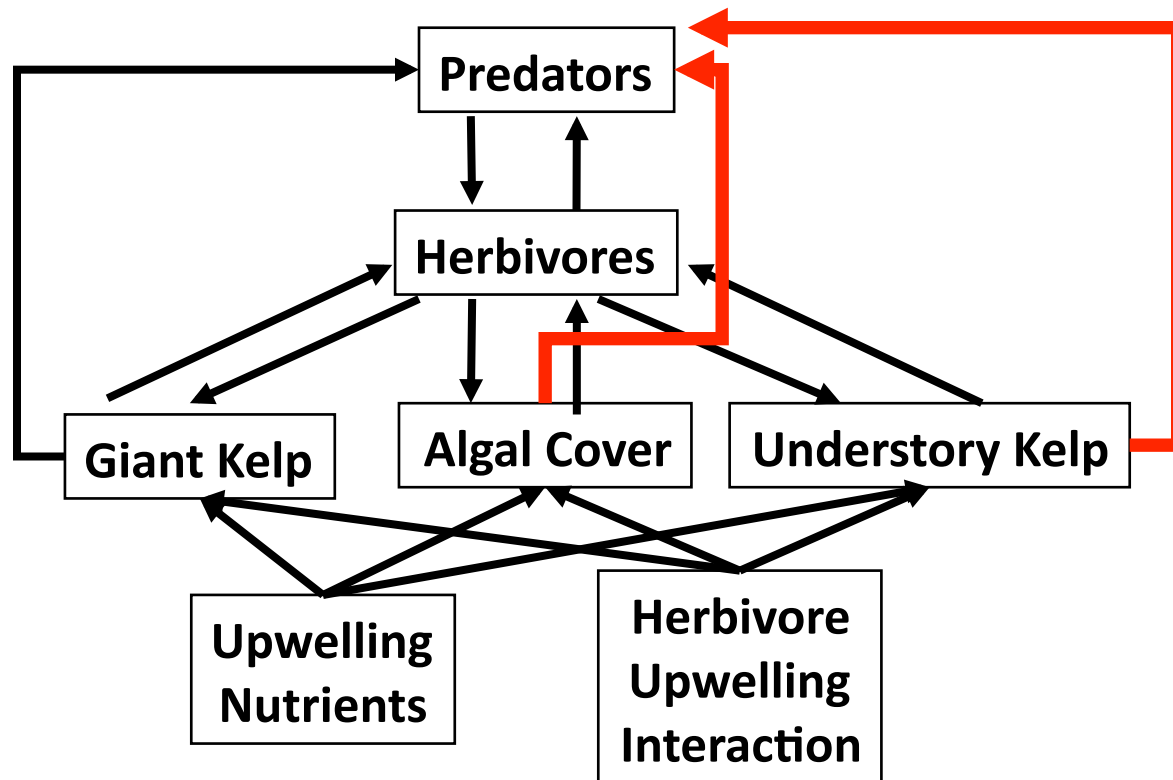 Predators
Herbivores
Giant Kelp
Algal Cover
Understory Kelp
Upwelling
Nutrients
Herbivore
Upwelling
Interaction